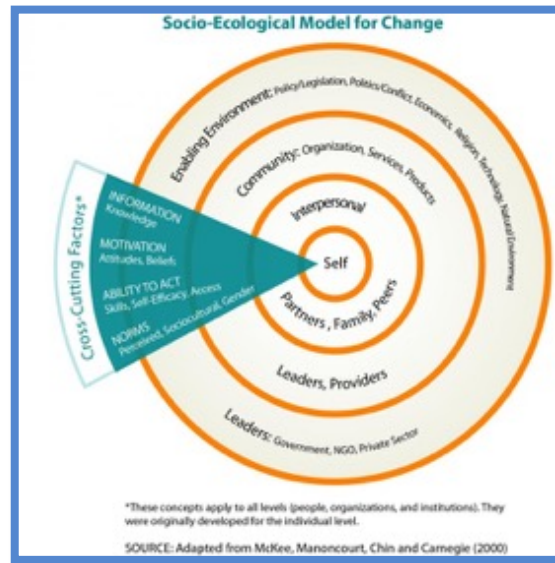 Socio-Ecological Model for Change
Enabling Environment: Policy/Legislation, Politics/Conflict, Economics, Religion, Technology, Natural Environment
Community: Organization, Services, Products
Interpersonal
Self
Partners, Family, Peers
Leaders, Providers
Leaders: Government, NGO, Private Sector
Cross-Cutting Factors*
INFORMATION
Knowledge
MOTIVATION
Attitudes, Beliefs
ABILITY TO ACT
Skills, Self-Efficacy, Access
NORMS
Perceived, Sociocultural, Gender
*These concepts apply to all levels (people, organizations, and institutions). They
were originally developed for the individual level.
SOURCE: Adapted from McKee, Manoncourt, Chin and Carnegie (2000)